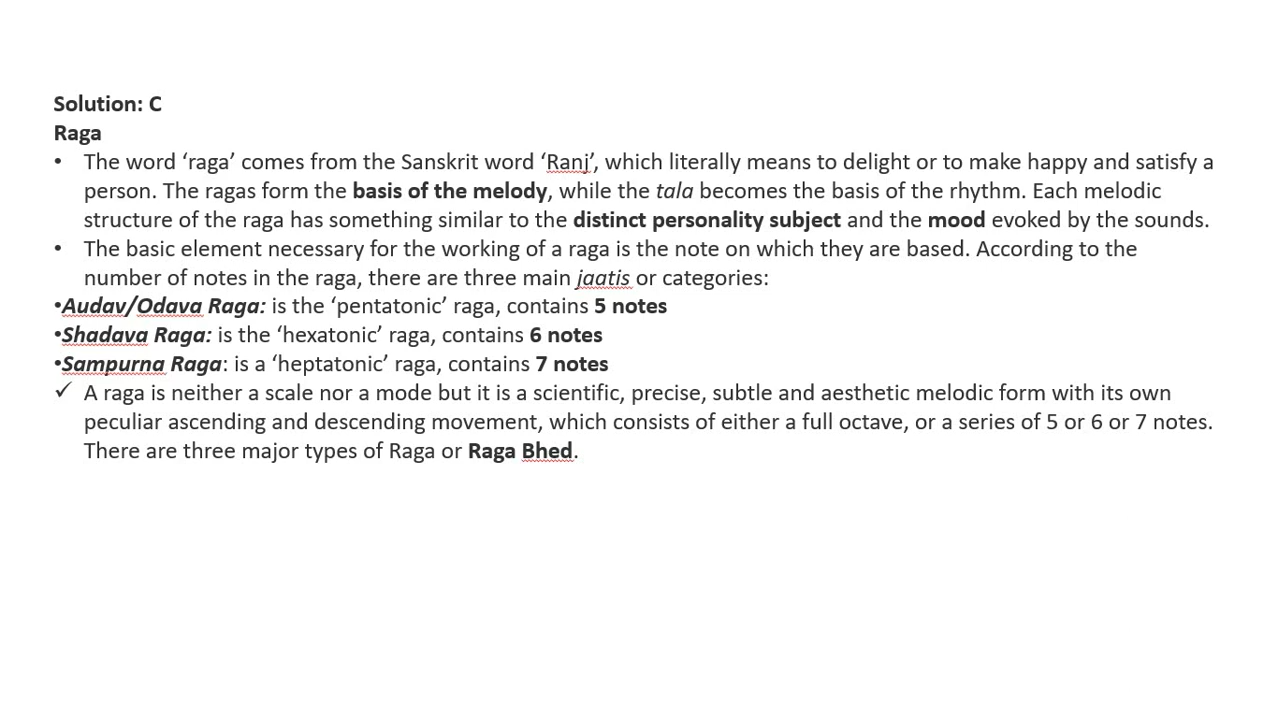 Solution: C
Raga
• The word ‘raga’ comes from the Sanskrit word ‘Ranj’, which literally means to delight or to make happy and satisfy a
person. The ragas form the basis of the melody, while the tala becomes the basis of the rhythm. Each melodic
structure of the raga has something similar to the distinct personality subject and the mood evoked by the sounds.
• The basic element necessary for the working of a raga is the note on which they are based. According to the
number of notes in the raga, there are three main jaatis or categories:
•Audav/Odava Raga: is the ‘pentatonic’ raga, contains 5 notes
•Shadava Raga: is the ‘hexatonic’ raga, contains 6 notes
•Sampurna Raga: is a ‘heptatonic’ raga, contains 7 notes
✓ A raga is neither a scale nor a mode but it is a scientific, precise, subtle and aesthetic melodic form with its own
peculiar ascending and descending movement, which consists of either a full octave, or a series of 5 or 6 or 7 notes.
There are three major types of Raga or Raga Bhed.